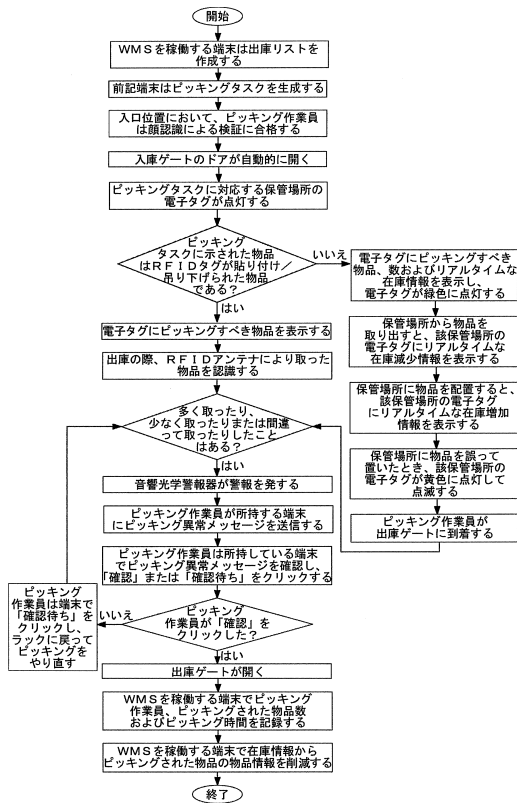 開始
WMSを稼働する端末は出庫リストを
作成する
前記端末はピッキングタスクを生成する
入口位置において、ピッキング作業員
は顔認識による検証に合格する
入庫ゲートのドアが自動的に開く
ピッキングタスクに対応する保管場所の
電子タグが点灯する
ピッキング
タスクに示された物品
はRFIDタグが貼り付け/
吊り下げられた物品
である?
いいえ
はい
電子タグにピッキングすべき物品を表示する
出庫の際、RFIDアンテナにより取った
物品を認識する
電子タグにピッキングすべき
物品、数およびリアルタイムな
在庫情報を表示し、
電子タグが緑色に点灯する
保管場所から物品を
取り出すと、該保管場所の
電子タグにリアルタイムな
在庫減少情報を表示する
保管場所に物品を配置すると、
該保管場所の電子タグ
にリアルタイムな在庫増加
情報を表示する
保管場所に物品を誤って
置いたとき、該保管場所の
電子タグが黄色に点灯して
点滅する
ピッキング作業員が
出庫ゲートに到着する
多く取ったり、
少なく取ったりまたは間違
って取ったりしたこと
はある?
はい
音響光学警報器が警報を発する
ピッキング作業員が所持する端末
にピッキング異常メッセージを送信する
ピッキング作業員は所持している端末
でピッキング異常メッセージを確認し、
「確認」または「確認待ち」をクリックする
ピッキング
作業員が「確認」を
クリックした?
いいえ
ピッキング
作業員は端末で
「確認待ち」を
クリックし、
ラックに戻って
ピッキングを
やり直す
はい
出庫ゲートが開く
WMSを稼働する端末でピッキング
作業員、ピッキングされた物品数
およびピッキング時間を記録する
WMSを稼働する端末で在庫情報から
ピッキングされた物品の物品情報を削減する
終了